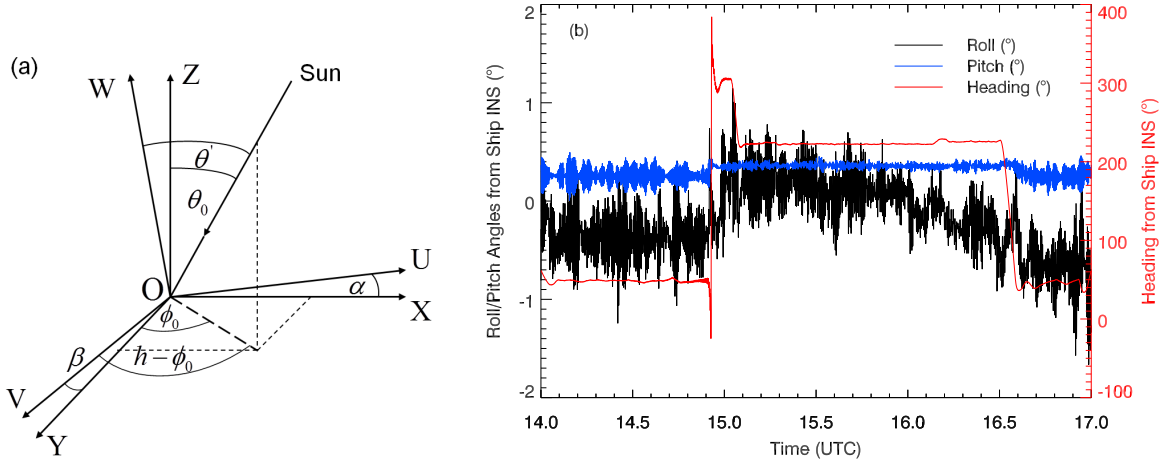 (a)
W
Z
Sun
θ'
θ₀
U
O
α
X
ϕ₀
β
h − ϕ₀
V
Y
(b)
Roll (°)
Pitch (°)
Heading (°)
Roll/Pitch Angles from Ship INS (°)
2
1
0
-1
-2
Heading from Ship INS (°)
400
300
200
100
0
-100
14.0 14.5 15.0 15.5 16.0 16.5 17.0
Time (UTC)